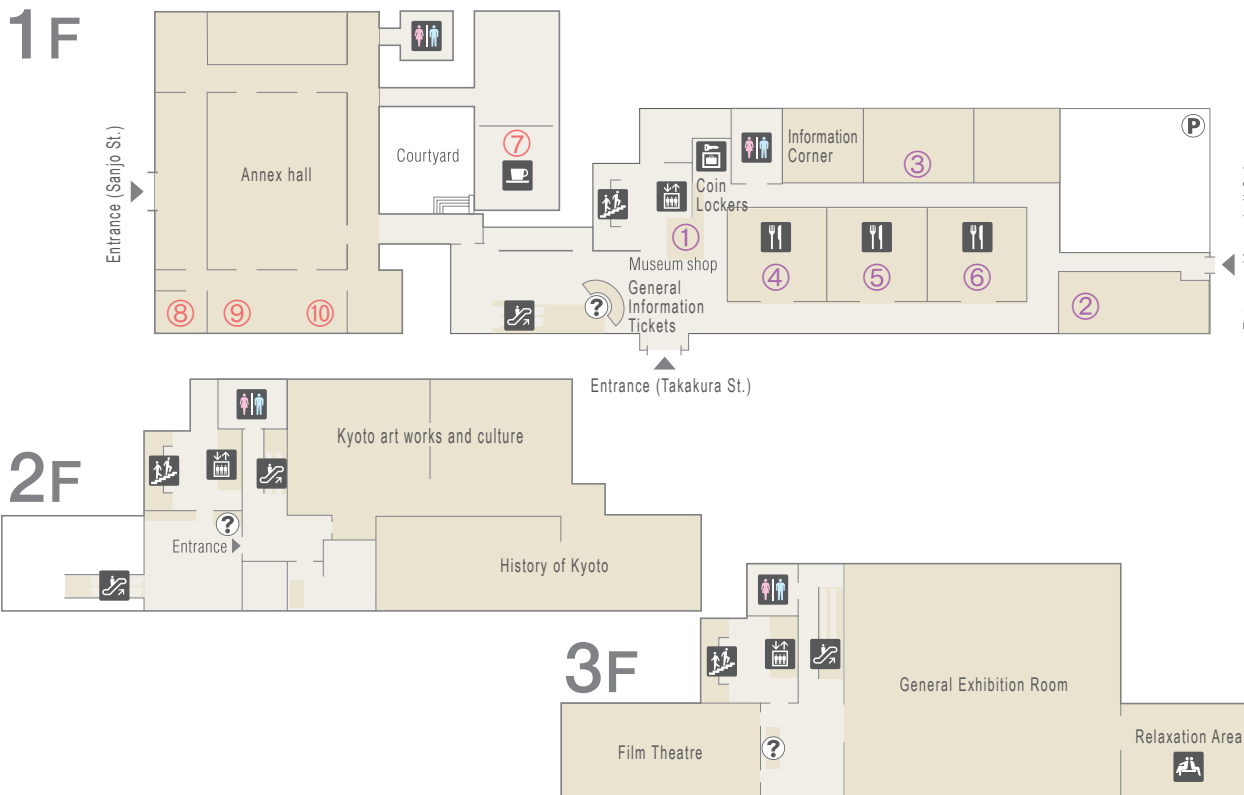 1F
Entrance (Sanjo St.)
Annex hall
Courtyard
⑦
Information
Corner
③
P
Coin
Lockers
①
Museum shop
④
⑤
⑥
②
General
Information
Tickets
?
⑧
⑨
⑩
Entrance (Takakura St.)
2F
Kyoto art works and culture
?
Entrance
History of Kyoto
3F
General Exhibition Room
Film Theatre
?
Relaxation Area